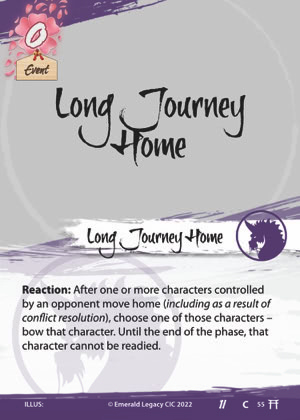 0
Event
Long Journey
Home
Long Journey Home
Reaction: After one or more characters controlled
by an opponent move home (including as a result of
conflict resolution), choose one of those characters –
bow that character. Until the end of the phase, that
character cannot be readied.
ILLUS:
© Emerald Legacy CIC 2022
C
55